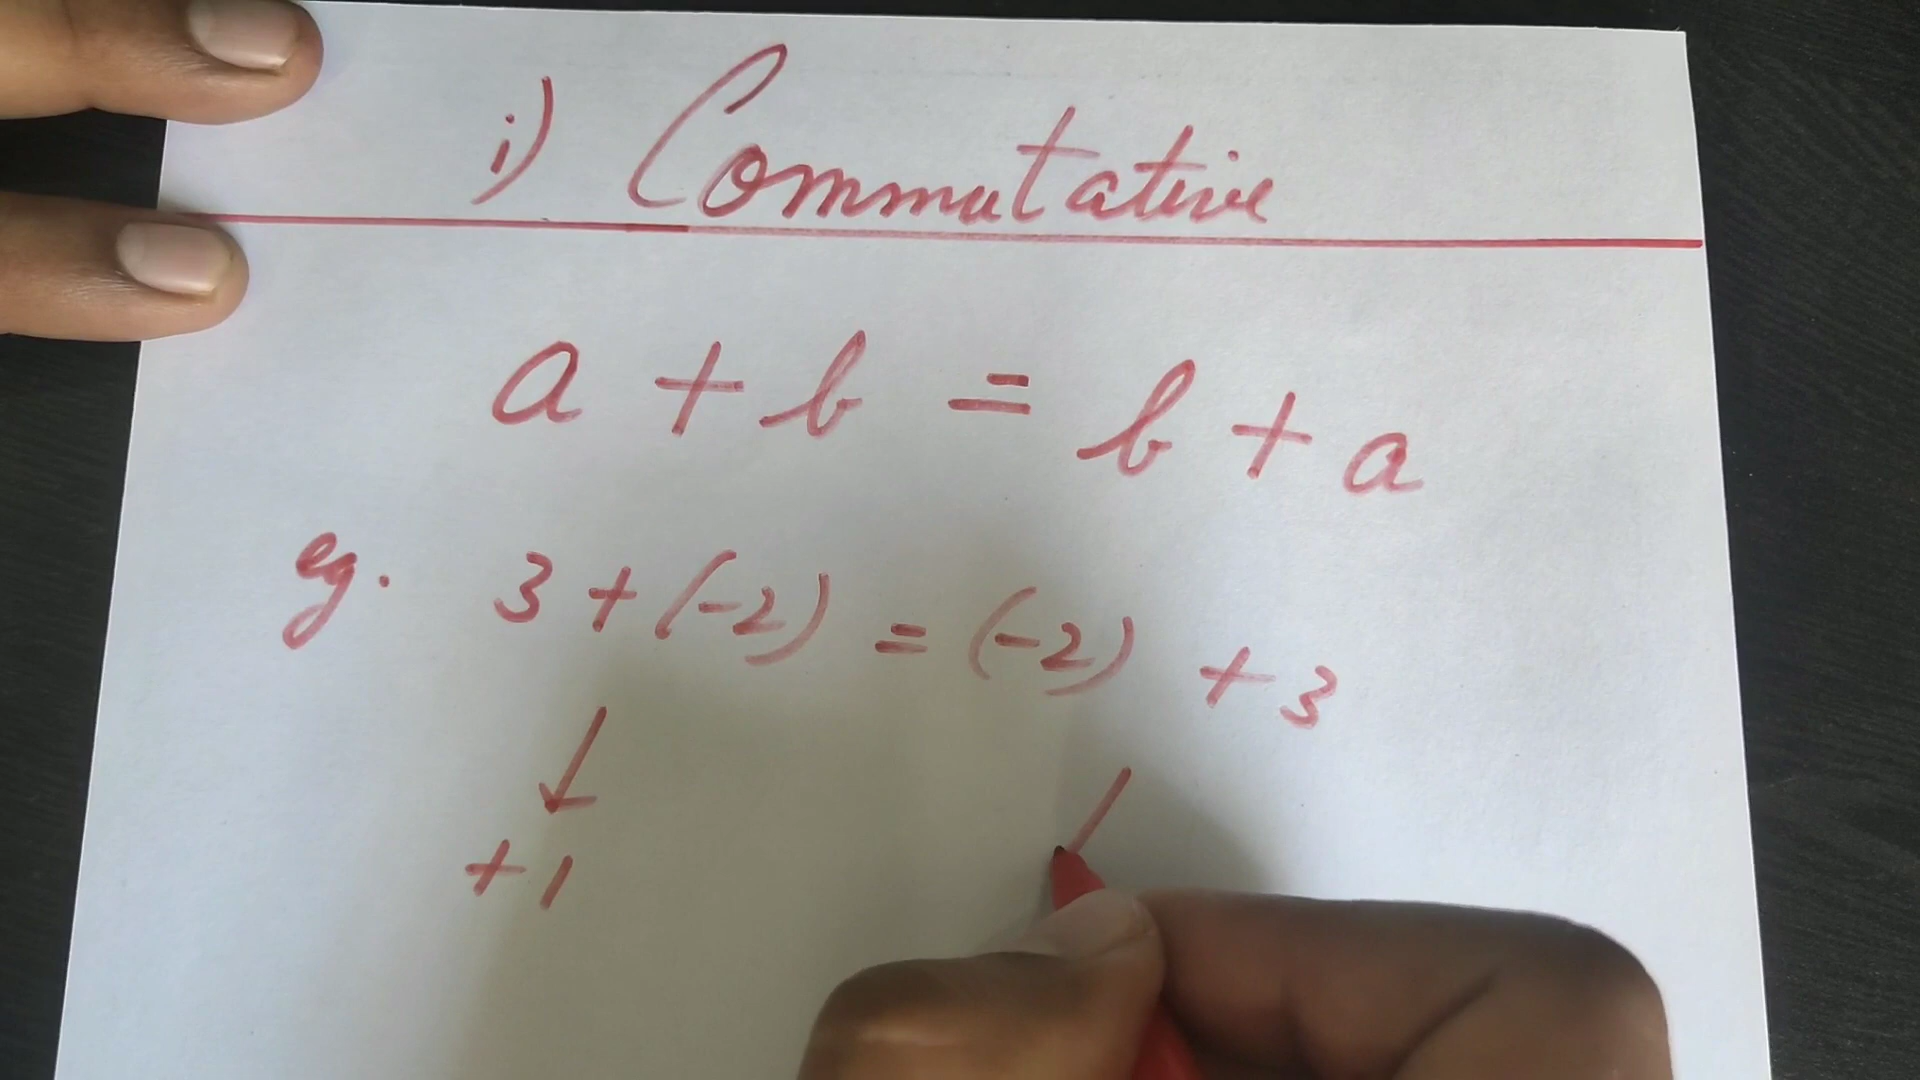 i) Commutative
a + b = b + a
eg. 3 + (-2) = (-2) + 3
+1